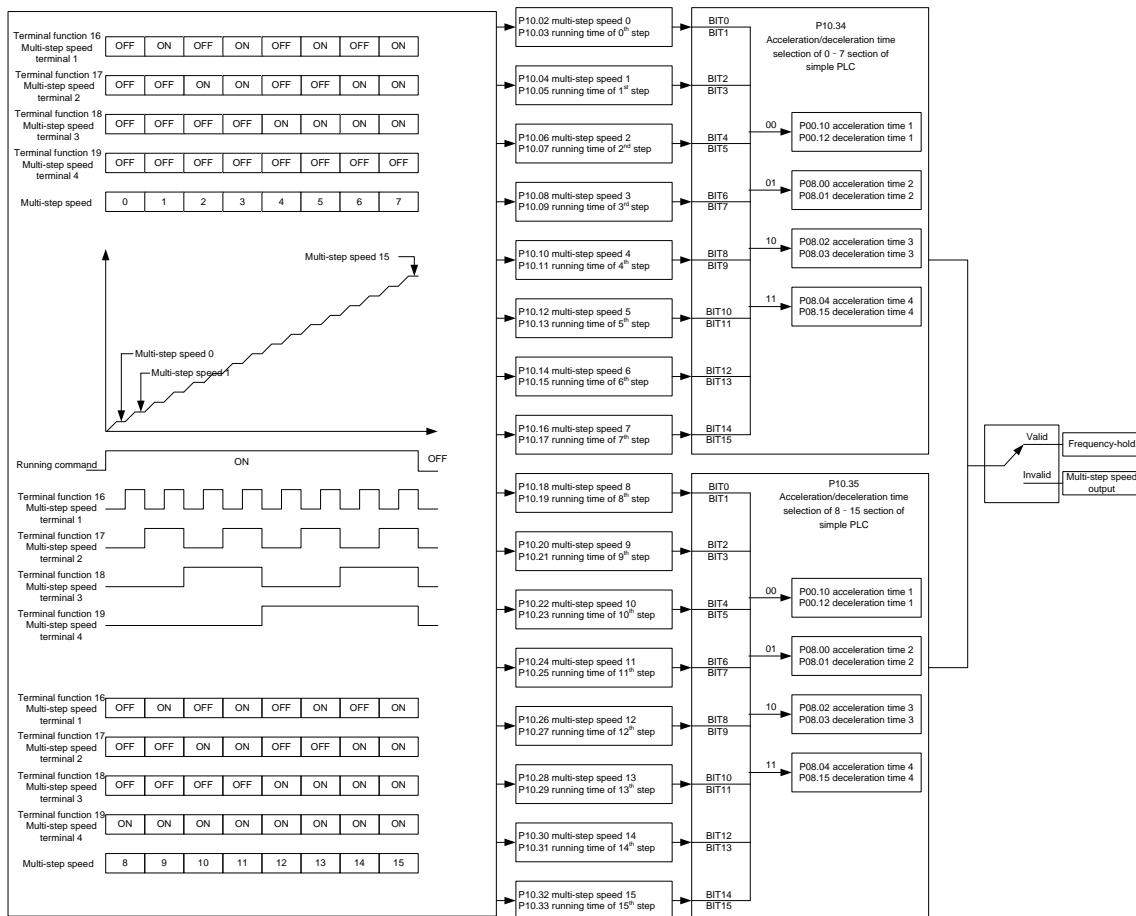 Terminal function 16
Multi-step speed
terminal 1
OFF ON OFF ON OFF ON OFF ON
Terminal function 17
Multi-step speed
terminal 2
OFF OFF ON ON OFF OFF ON ON
Terminal function 18
Multi-step speed
terminal 3
OFF OFF OFF OFF ON ON ON ON
Terminal function 19
Multi-step speed
terminal 4
OFF OFF OFF OFF OFF OFF OFF OFF
Multi-step speed
0 1 2 3 4 5 6 7
Multi-step speed 15
Multi-step speed 0
Multi-step speed 1
Running command
ON
OFF
Terminal function 16
Multi-step speed
terminal 1
Terminal function 17
Multi-step speed
terminal 2
Terminal function 18
Multi-step speed
terminal 3
Terminal function 19
Multi-step speed
terminal 4
Terminal function 16
Multi-step speed
terminal 1
OFF ON OFF ON OFF ON OFF ON
Terminal function 17
Multi-step speed
terminal 2
OFF OFF ON ON OFF OFF ON ON
Terminal function 18
Multi-step speed
terminal 3
OFF OFF OFF OFF ON ON ON ON
Terminal function 19
Multi-step speed
terminal 4
ON ON ON ON ON ON ON ON
Multi-step speed
8 9 10 11 12 13 14 15
P10.02 multi-step speed 0
P10.03 running time of 0th step
P10.04 multi-step speed 1
P10.05 running time of 1st step
P10.06 multi-step speed 2
P10.07 running time of 2nd step
P10.08 multi-step speed 3
P10.09 running time of 3rd step
P10.10 multi-step speed 4
P10.11 running time of 4th step
P10.12 multi-step speed 5
P10.13 running time of 5th step
P10.14 multi-step speed 6
P10.15 running time of 6th step
P10.16 multi-step speed 7
P10.17 running time of 7th step
P10.18 multi-step speed 8
P10.19 running time of 8th step
P10.20 multi-step speed 9
P10.21 running time of 9th step
P10.22 multi-step speed 10
P10.23 running time of 10th step
P10.24 multi-step speed 11
P10.25 running time of 11th step
P10.26 multi-step speed 12
P10.27 running time of 12th step
P10.28 multi-step speed 13
P10.29 running time of 13th step
P10.30 multi-step speed 14
P10.31 running time of 14th step
P10.32 multi-step speed 15
P10.33 running time of 15th step
BIT0
BIT1
BIT2
BIT3
BIT4
BIT5
BIT6
BIT7
BIT8
BIT9
BIT10
BIT11
BIT12
BIT13
BIT14
BIT15
P10.34
Acceleration/deceleration time
selection of 0 - 7 section of
simple PLC
00
P00.10 acceleration time 1
P00.12 deceleration time 1
01
P08.00 acceleration time 2
P08.01 deceleration time 2
10
P08.02 acceleration time 3
P08.03 deceleration time 3
11
P08.04 acceleration time 4
P08.15 deceleration time 4
BIT0
BIT1
BIT2
BIT3
BIT4
BIT5
BIT6
BIT7
BIT8
BIT9
BIT10
BIT11
BIT12
BIT13
BIT14
BIT15
P10.35
Acceleration/deceleration time
selection of 8 - 15 section of
simple PLC
00
P00.10 acceleration time 1
P00.12 deceleration time 1
01
P08.00 acceleration time 2
P08.01 deceleration time 2
10
P08.02 acceleration time 3
P08.03 deceleration time 3
11
P08.04 acceleration time 4
P08.15 deceleration time 4
Valid
Frequency-hold
Invalid
Multi-step speed
output